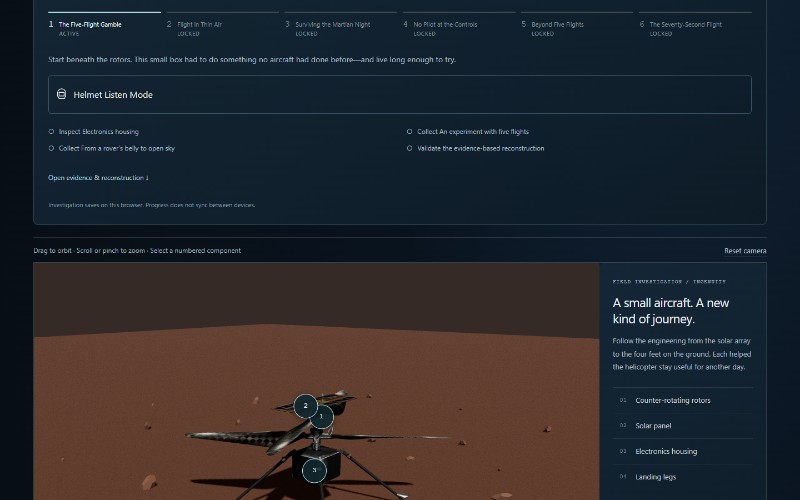 1 The Five-Flight Gamble
ACTIVE
2 Flight in Thin Air
LOCKED
3 Surviving the Martian Night
LOCKED
4 No Pilot at the Controls
LOCKED
5 Beyond Five Flights
LOCKED
6 The Seventy-Second Flight
LOCKED
Start beneath the rotors. This small box had to do something no aircraft had done before—and live long enough to try.
Helmet Listen Mode
Inspect Electronics housing
Collect An experiment with five flights
Collect From a rover's belly to open sky
Validate the evidence-based reconstruction
Open evidence & reconstruction ↓
Investigation saves on this browser. Progress does not sync between devices.
Drag to orbit · Scroll or pinch to zoom · Select a numbered component
Reset camera
FIELD INVESTIGATION / INGENUITY
A small aircraft. A new
kind of journey.
Follow the engineering from the solar array
to the four feet on the ground. Each helped
the helicopter stay useful for another day.
01 Counter-rotating rotors
02 Solar panel
03 Electronics housing
04 Landing legs
2
1
3